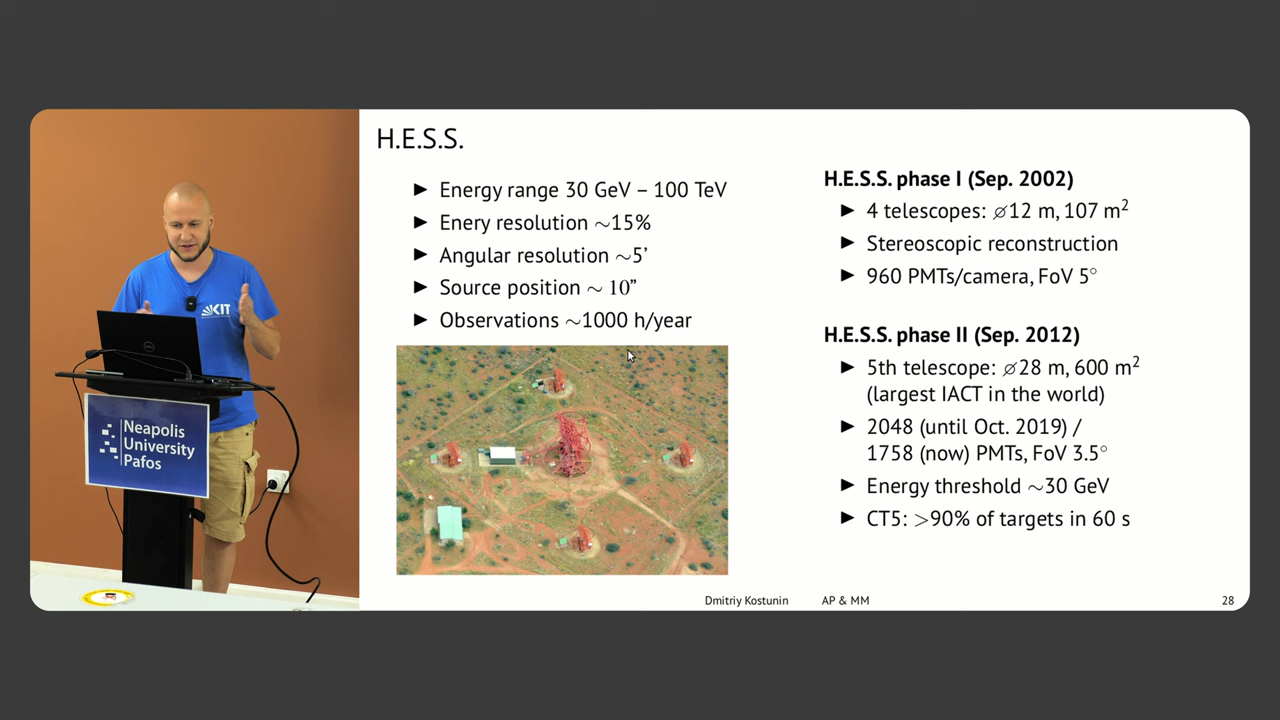 H.E.S.S.
► Energy range 30 GeV – 100 TeV
► Enery resolution ∼15%
► Angular resolution ∼5’
► Source position ∼ 10”
► Observations ∼1000 h/year
H.E.S.S. phase I (Sep. 2002)
► 4 telescopes: ⌀12 m, 107 m²
► Stereoscopic reconstruction
► 960 PMTs/camera, FoV 5°
H.E.S.S. phase II (Sep. 2012)
► 5th telescope: ⌀28 m, 600 m²
(largest IACT in the world)
► 2048 (until Oct. 2019) /
1758 (now) PMTs, FoV 3.5°
► Energy threshold ∼30 GeV
► CT5: >90% of targets in 60 s
Dmitriy Kostunin AP & MM 28
KIT
DELL
Neapolis
University
Pafos